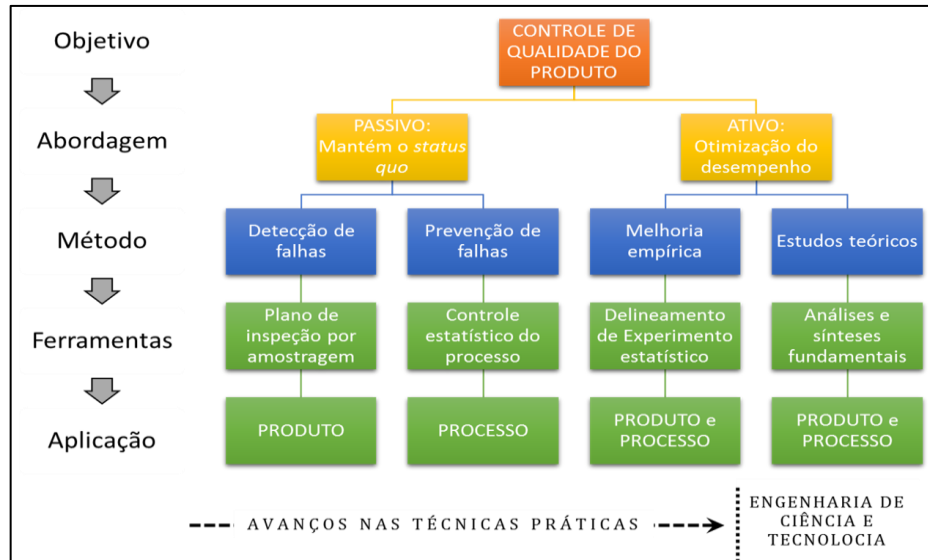 Objetivo
CONTROLE DE
QUALIDADE DO
PRODUTO
Abordagem
PASSIVO:
Mantém o status
quo
ATIVO:
Otimização do
desempenho
Método
Detecção de
falhas
Prevenção de
falhas
Melhoria
empírica
Estudos teóricos
Ferramentas
Plano de
inspeção por
amostragem
Controle
estatístico do
processo
Delineamento
de Experimento
estatístico
Análises e
sínteses
fundamentais
Aplicação
PRODUTO
PROCESSO
PRODUTO e
PROCESSO
PRODUTO e
PROCESSO
AVANÇOS NAS TÉCNICAS PRÁTICAS
ENGENHARIA DE
CIÊNCIA E
TECNOLOCIA